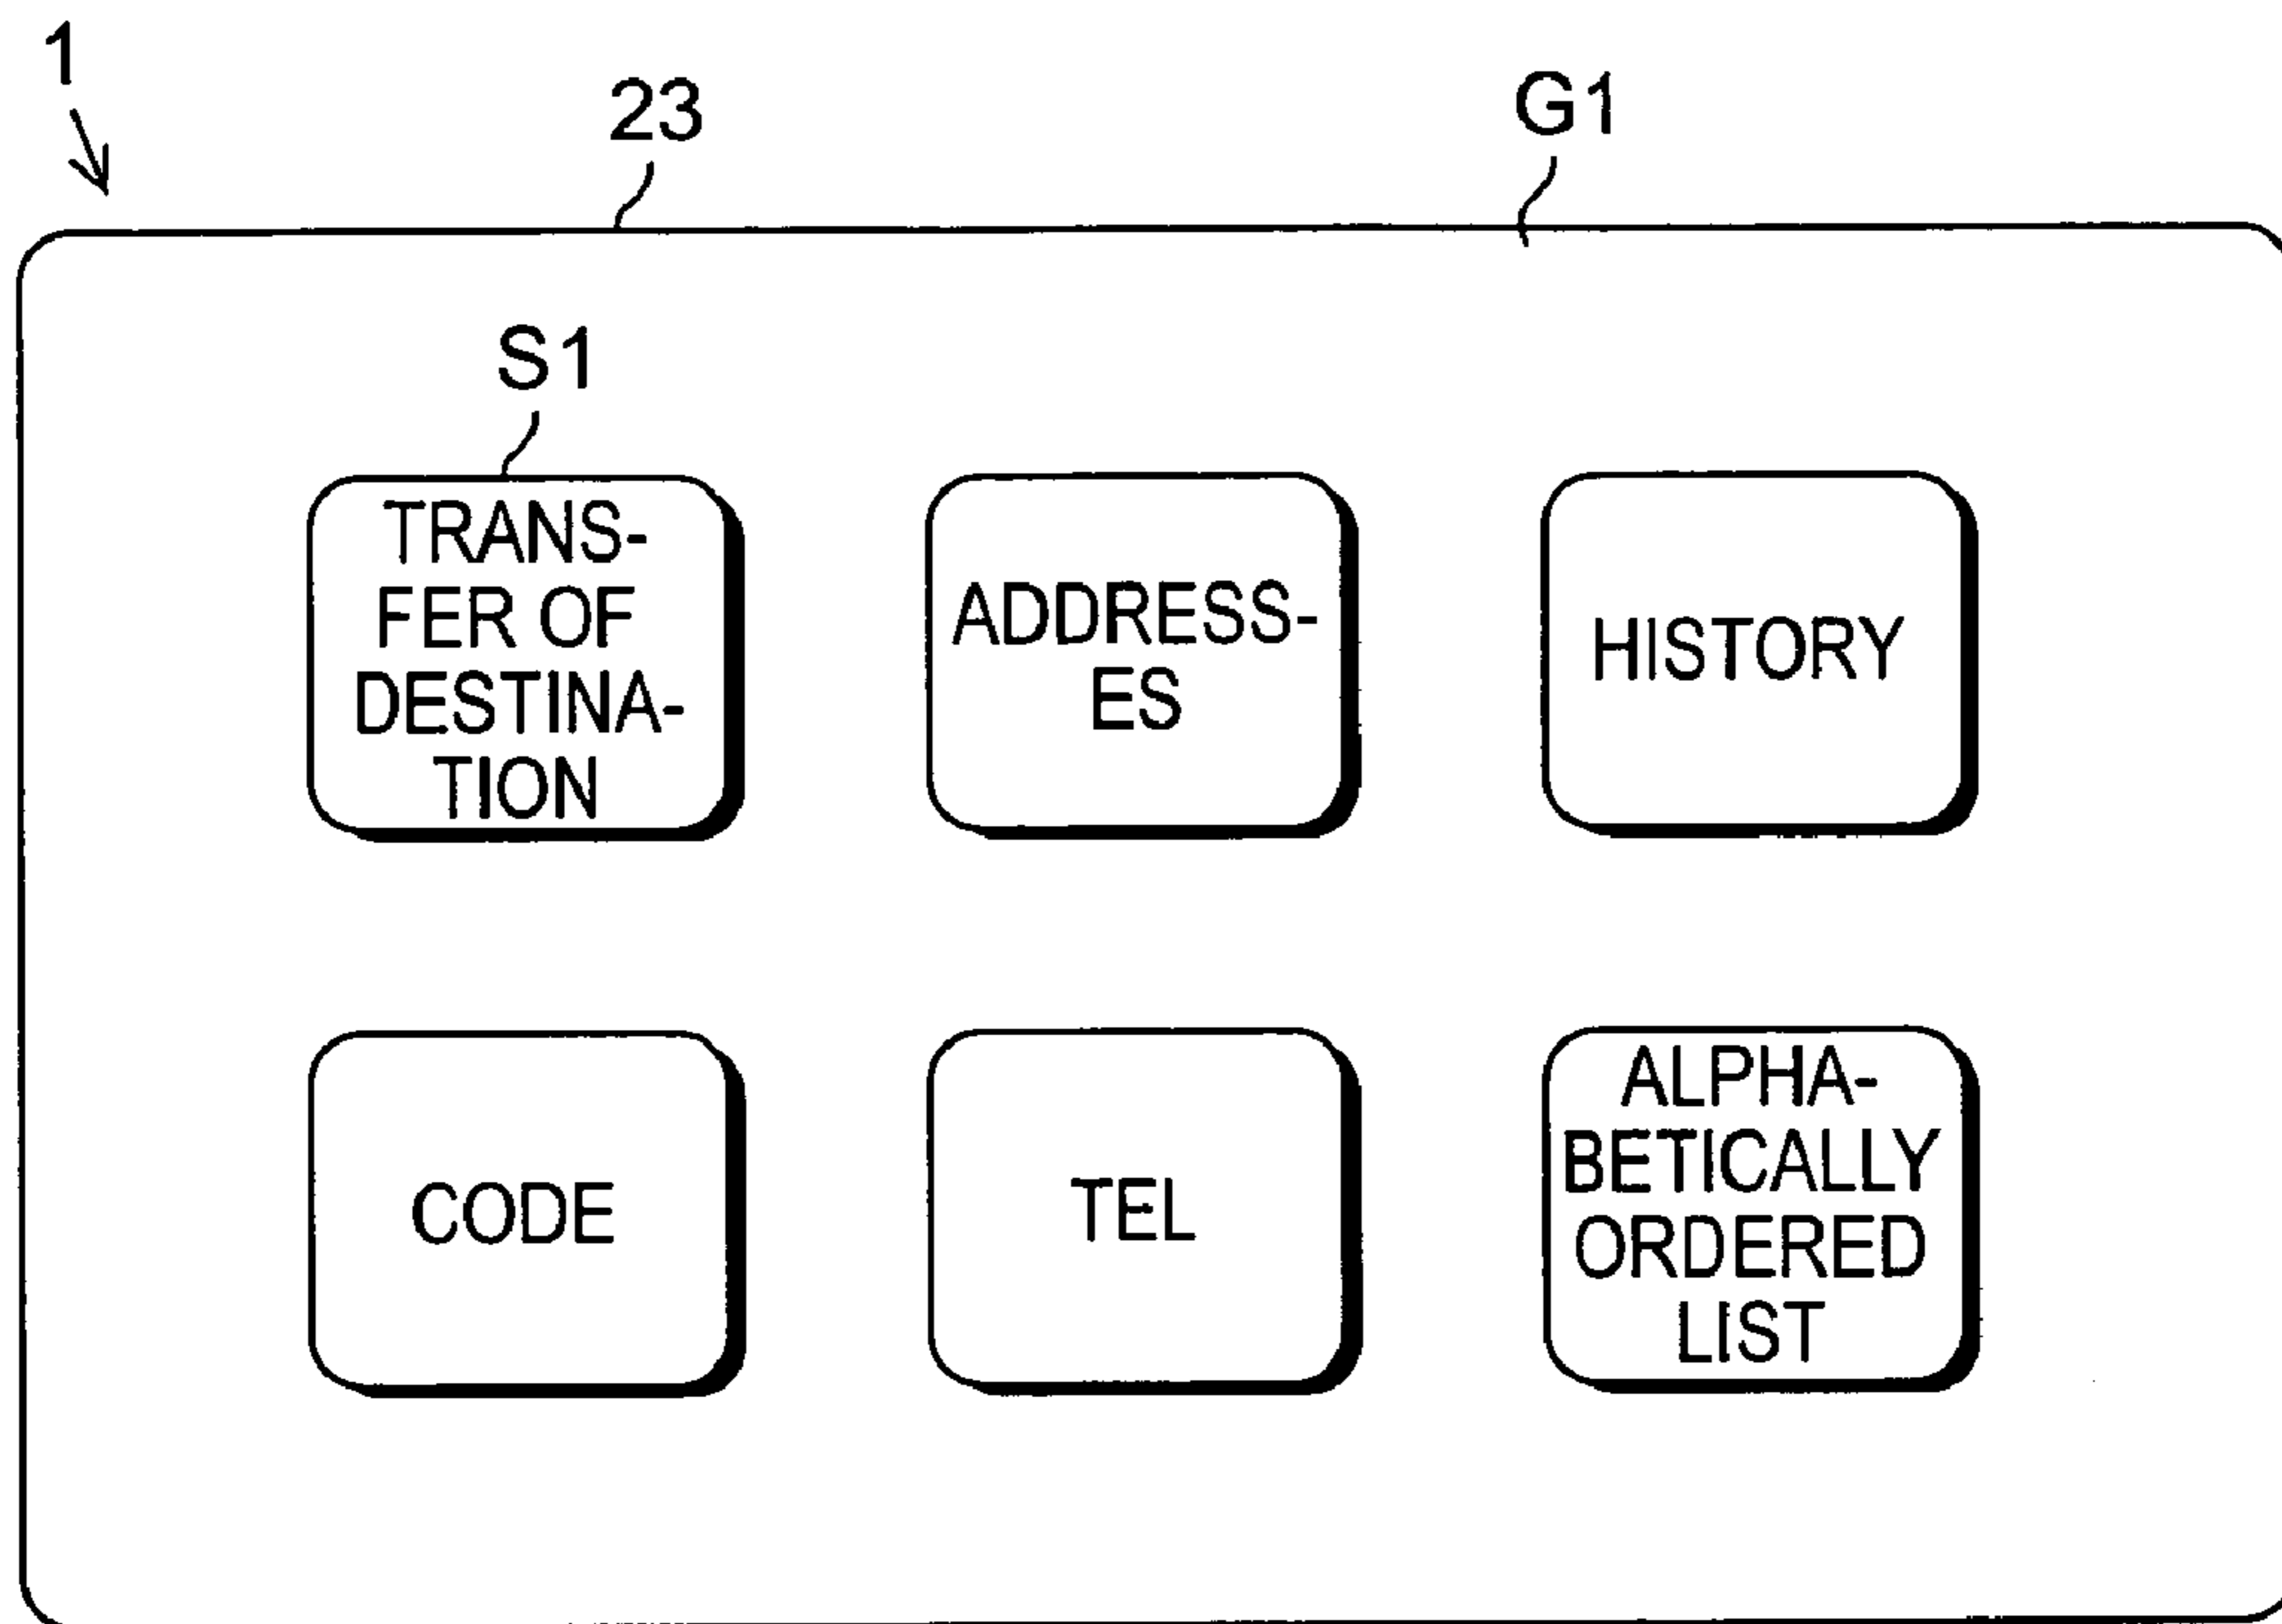 1
23
G1
S1
TRANS-
FER OF
DESTINA-
TION
ADDRESS-
ES
HISTORY
CODE
TEL
ALPHA-
BETICALLY
ORDERED
LIST